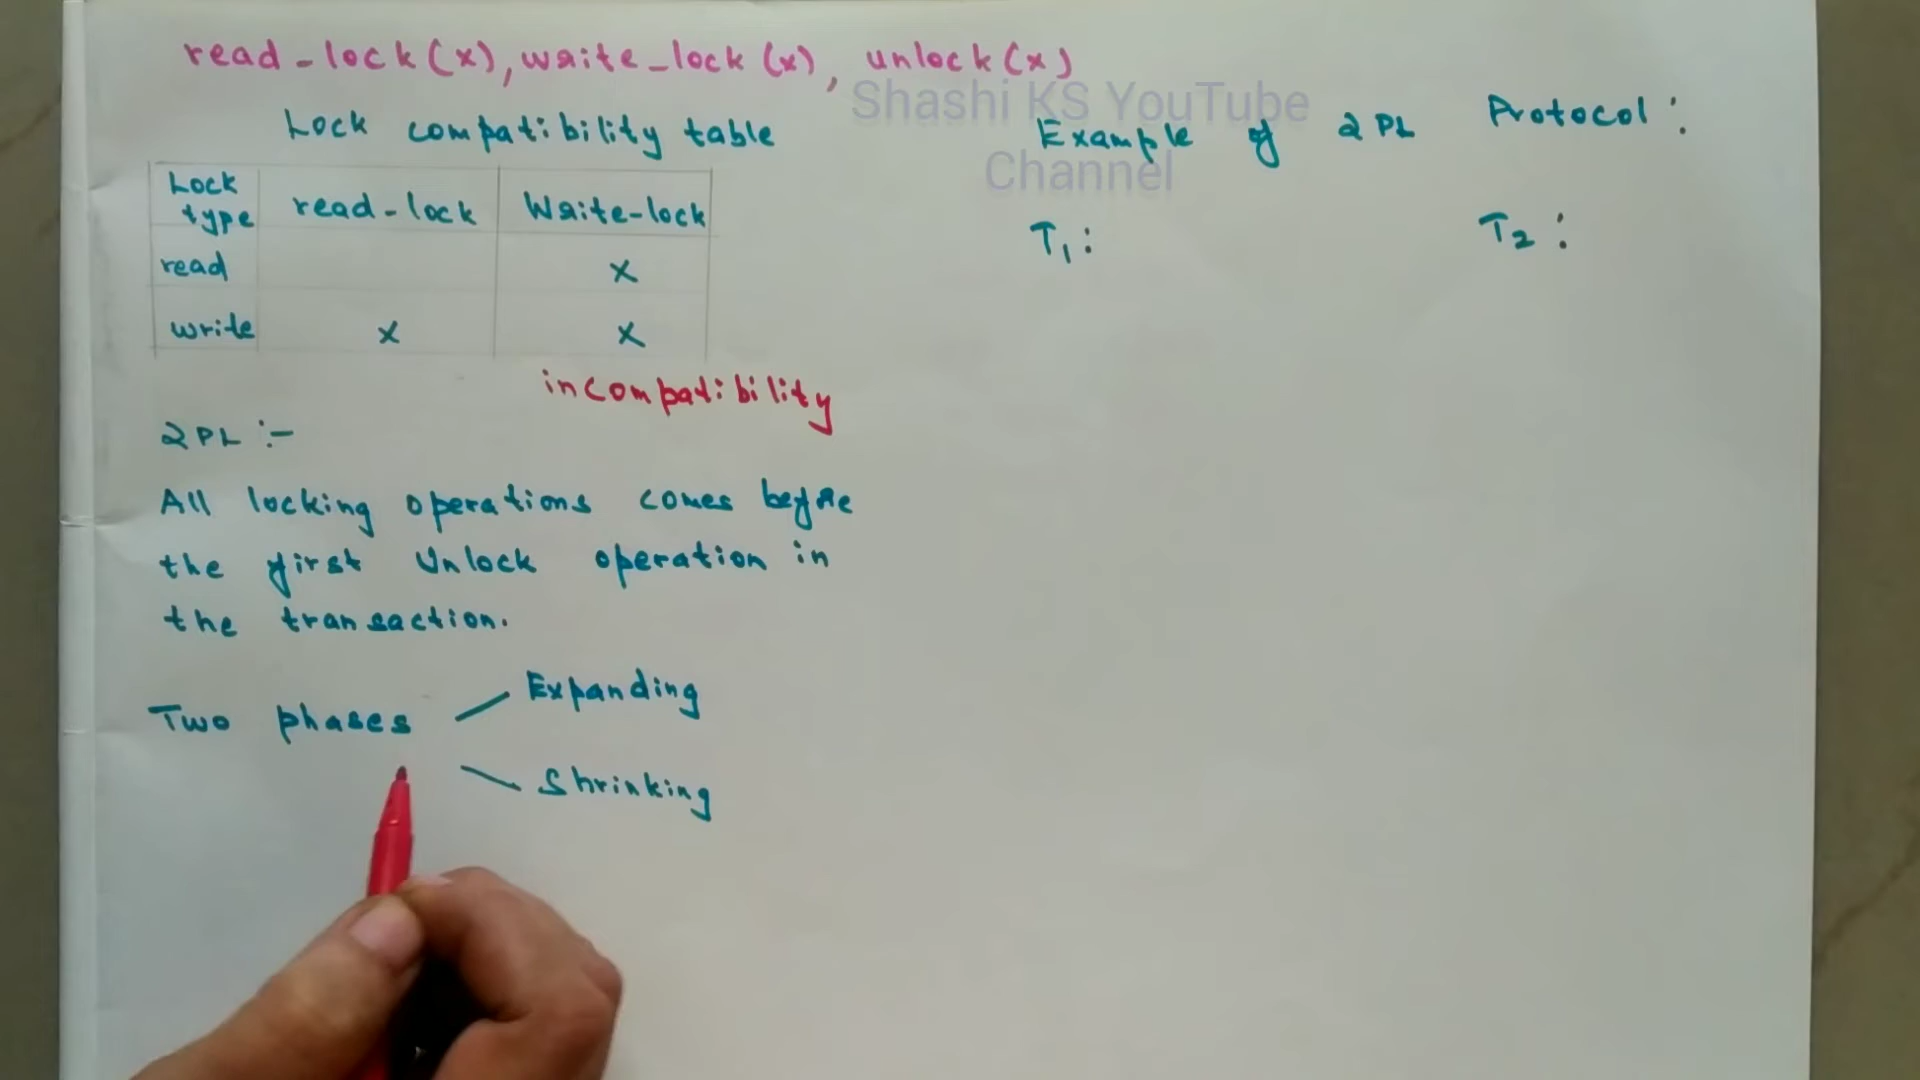 read-lock(x), write-lock(x), unlock(x)
Shashi KS YouTube
Channel
Lock compatibility table
Lock type read-lock Write-lock
read x
write x x
incompatibility
2PL :-
All locking operations comes before
the first Unlock operation in
the transaction.
Two phases
Expanding
Shrinking
Example of 2PL Protocol:
T1: T2: